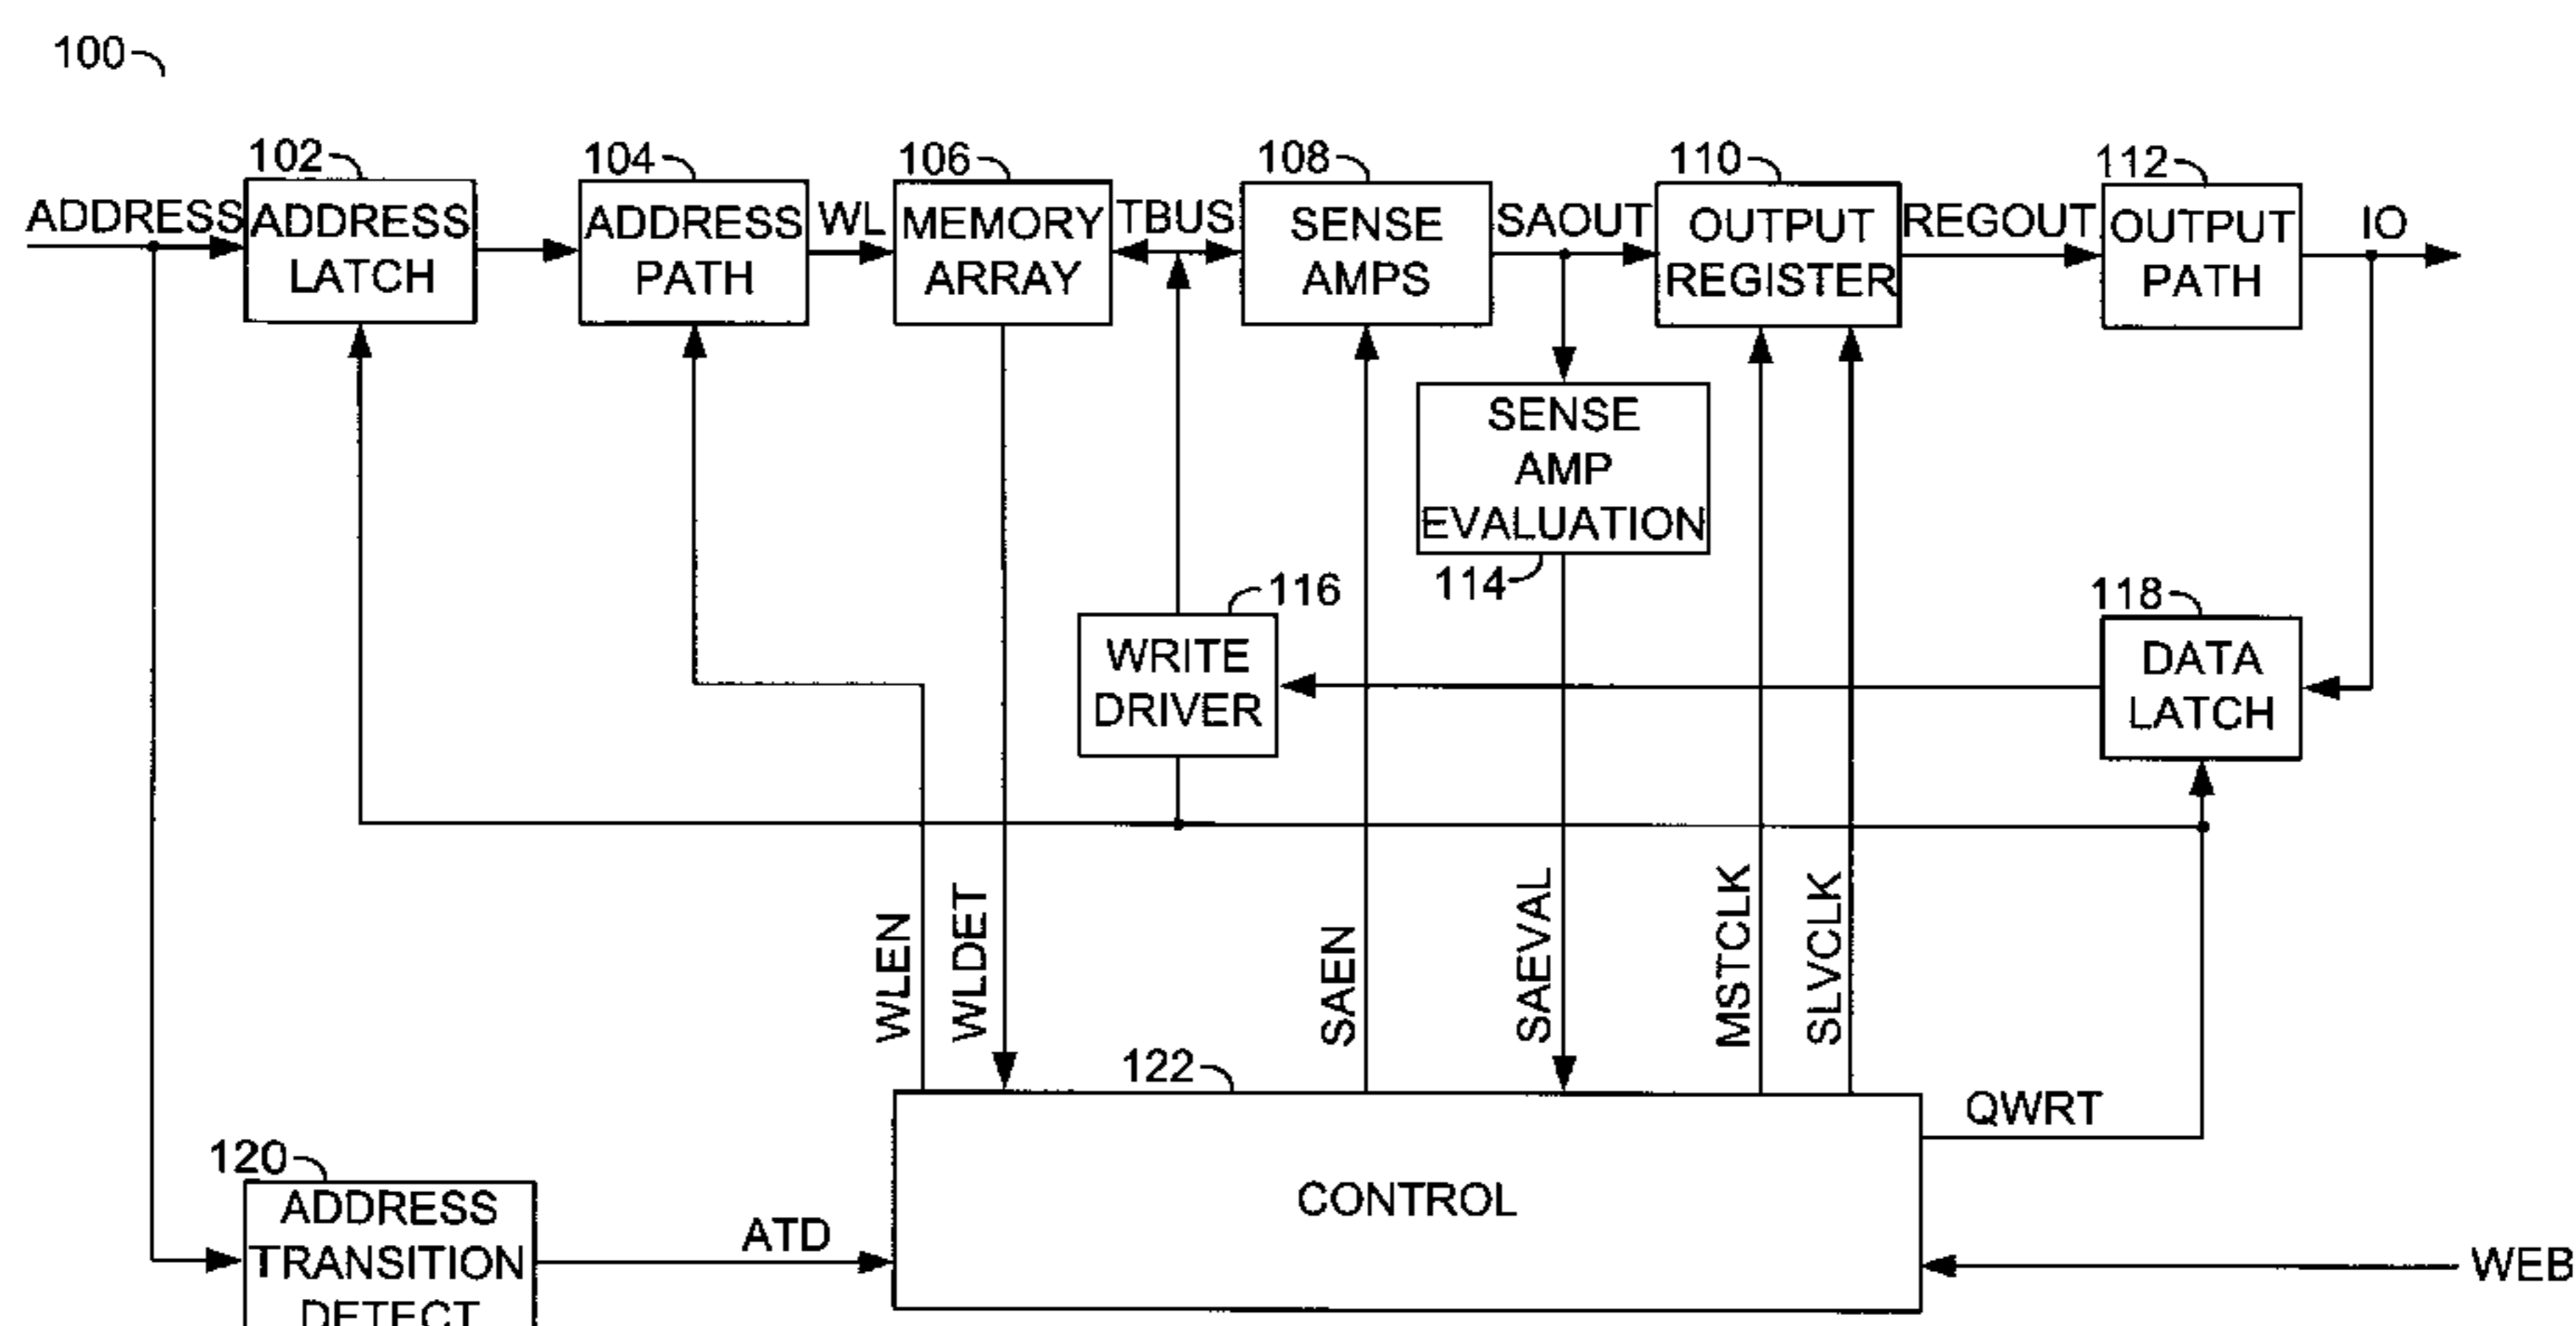 100
102
104
106
108
110
112
ADDRESS
ADDRESS
LATCH
ADDRESS
PATH
WL
MEMORY
ARRAY
TBUS
SENSE
AMPS
SAOUT
OUTPUT
REGISTER
REGOUT
OUTPUT
PATH
IO
SENSE
AMP
EVALUATION
114
116
WRITE
DRIVER
118
DATA
LATCH
WLEN
WLDET
SAEN
SAEVAL
MSTCLK
SLVCLK
122
QWRT
CONTROL
120
ADDRESS
TRANSITION
DETECT
ATD
WEB